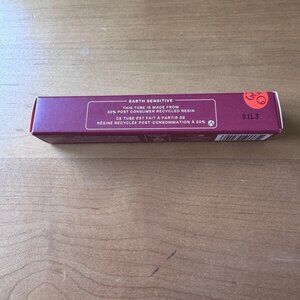 EARTH SENSITIVE
THIS TUBE IS MADE FROM
50% POST CONSUMER RECYCLED RESIN
CE TUBE EST FAIT À PARTIR DE
RÉSINE RECYCLÉE POST-CONSOMMATION À 50%
01L3